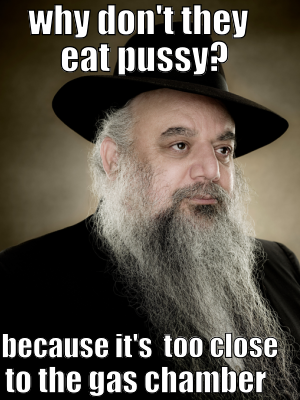 why don't they
eat pussy?
because it's too close
to the gas chamber